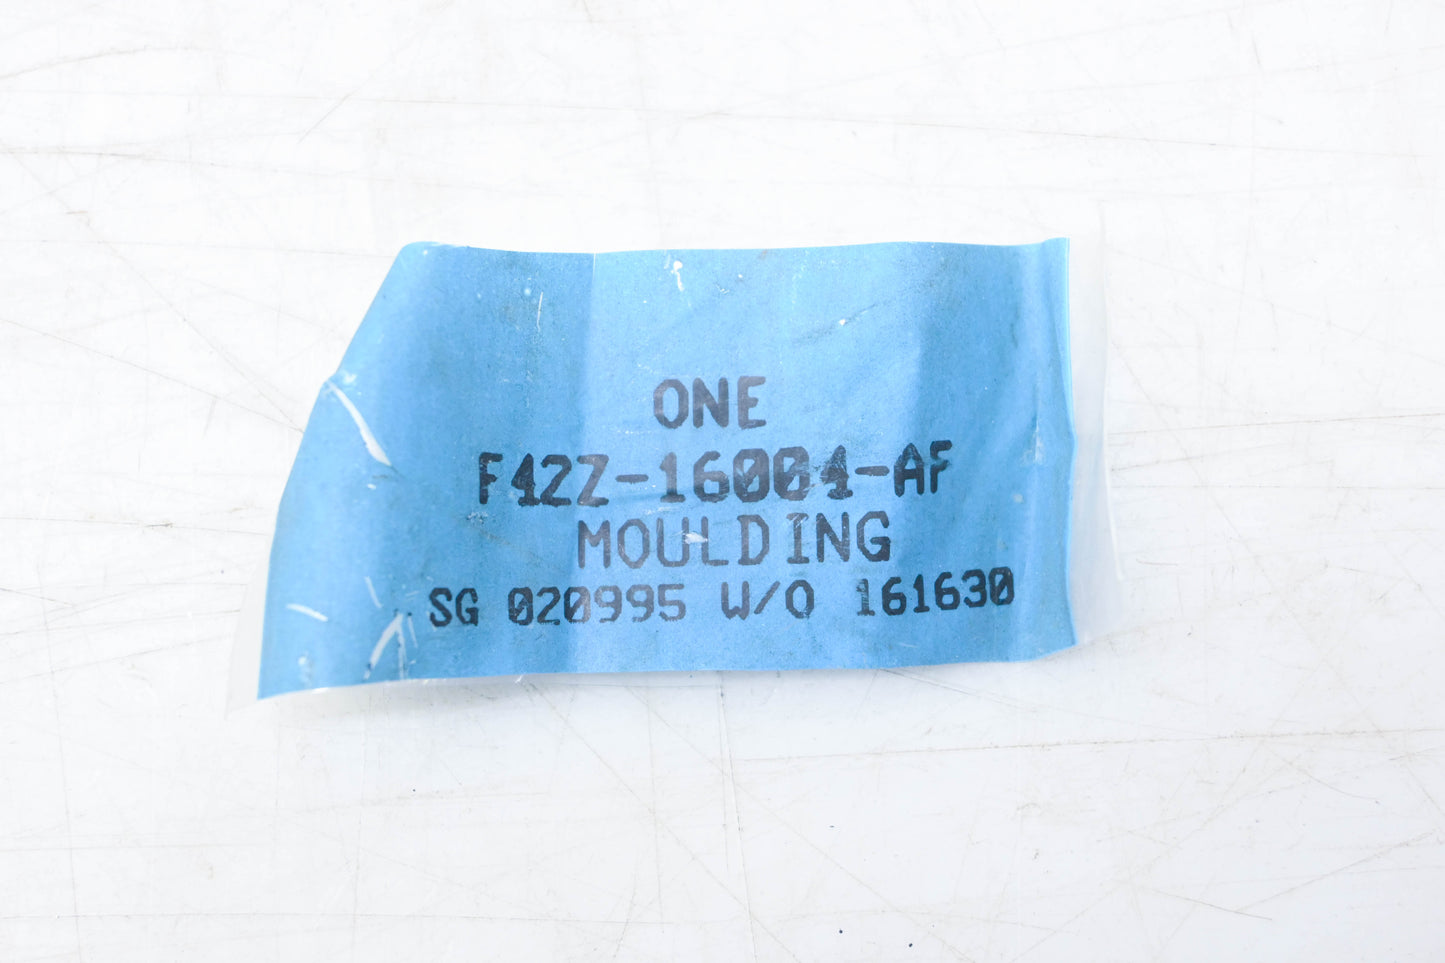 ONE
F42Z-16004-AF
MOULDING
SG 020995 W/O 161630